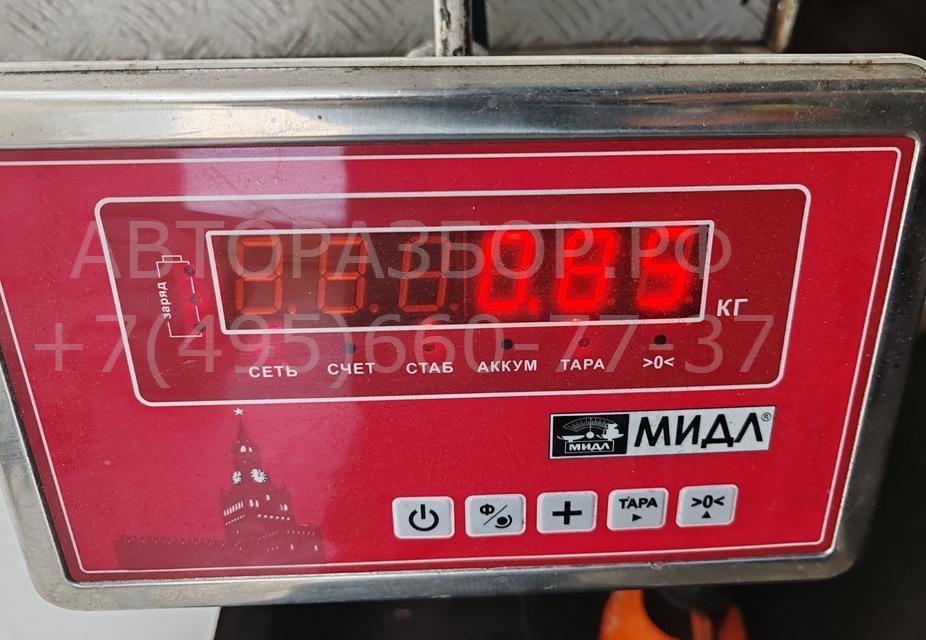 АВТОРАЗБОР.РФ
0.85
КГ
заряд
+7(495)660-77-37
СЕТЬ СЧЕТ СТАБ АККУМ ТАРА >0<
МИДЛ МИДЛ®
Ф ТАРА >0<